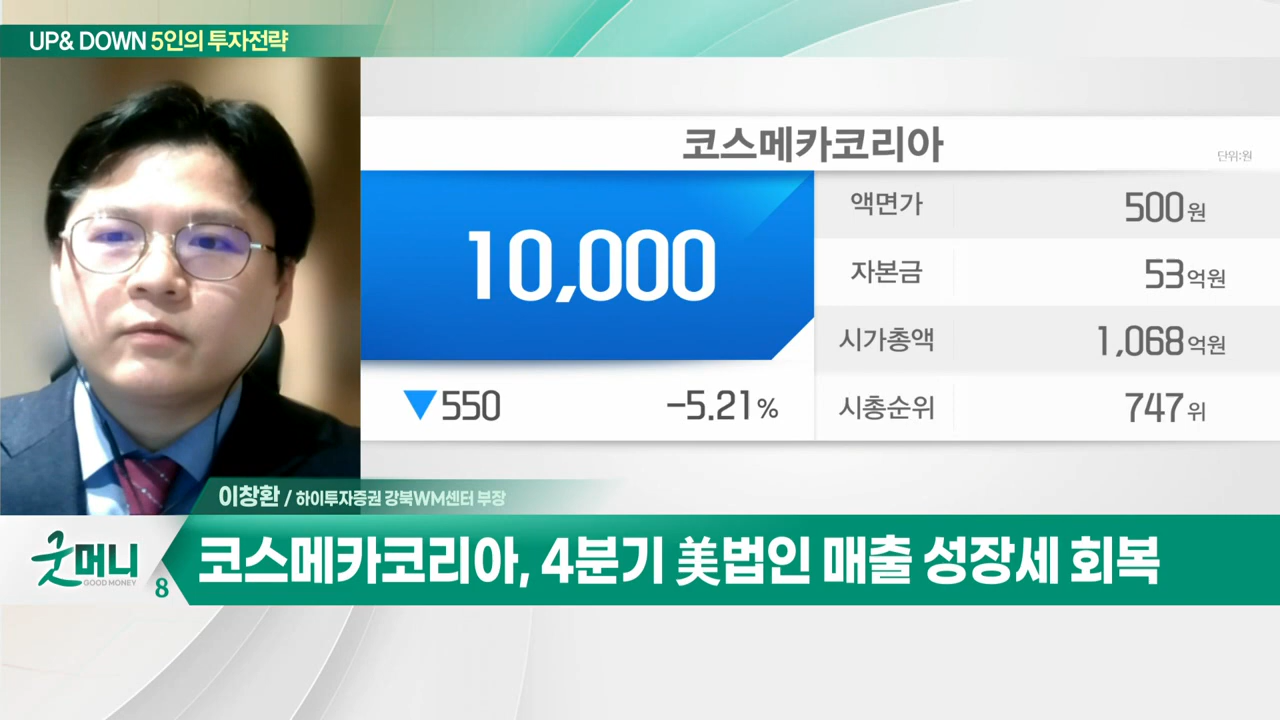 UP& DOWN 5인의 투자전략
코스메카코리아
단위:원
10,000
▼550 -5.21%
액면가 500원
자본금 53억원
시가총액 1,068억원
시총순위 747위
이창환 / 하이투자증권 강북WM센터 부장
굿머니
GOOD MONEY
8
코스메카코리아, 4분기 美법인 매출 성장세 회복